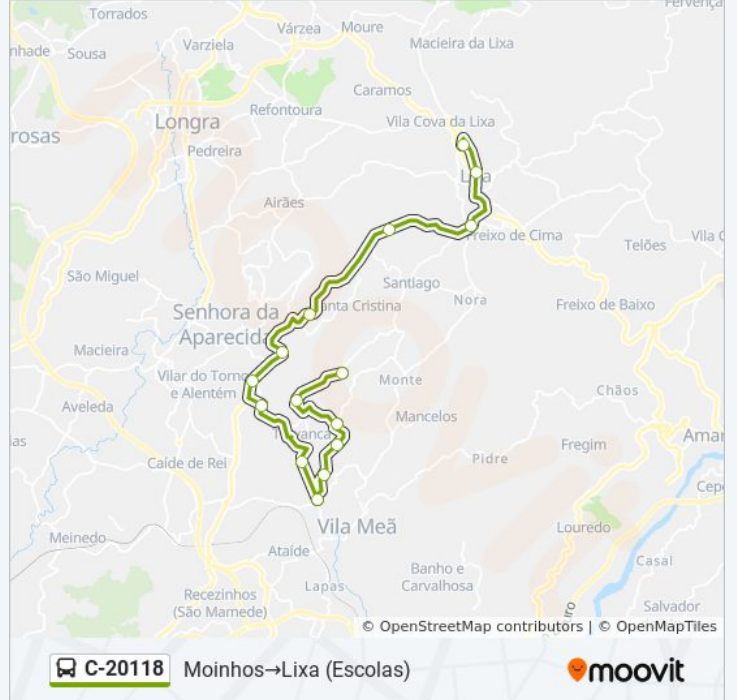 Fervença
Torrados
Várzea
Moure
Varziela
Macieira da Lixa
nhade
Sousa
Caramos
Refontoura
Longra
Vila Cova da Lixa
rosas
Pedreira
Airães
Freixo de Cima
Telões
Vila C
São Miguel
Santiago
Nora
Senhora da
Aparecida
anta Cristina
Freixo de Baixo
Macieira
Vilar do Torno
e Alentém
Monte
Chãos
Aveleda
Mancelos
ias
Amar
Caíde de Rei
Pidre
Fregim
Cep
Vila Meã
Louredo
Meinedo
Ataíde
Casal
Banho e
Carvalhosa
Lapas
Recezinhos
(São Mamede)
Salvador
© OpenStreetMap contributors | © OpenMapTiles
C-20118 Moinhos→Lixa (Escolas) moovit